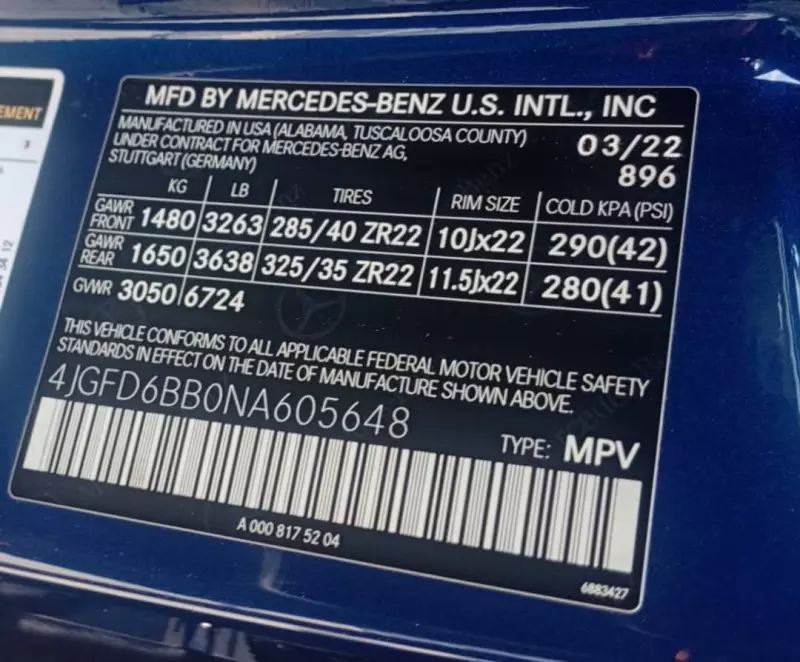 EMENT
MFD BY MERCEDES-BENZ U.S. INTL., INC
MANUFACTURED IN USA (ALABAMA, TUSCALOOSA COUNTY)
UNDER CONTRACT FOR MERCEDES-BENZ AG,
STUTTGART (GERMANY)
03/22
896
KG LB TIRES RIM SIZE COLD KPA (PSI)
GAWR FRONT 1480 3263 285/40 ZR22 10Jx22 290(42)
GAWR REAR 1650 3638 325/35 ZR22 11.5Jx22 280(41)
GVWR 3050 6724
THIS VEHICLE CONFORMS TO ALL APPLICABLE FEDERAL MOTOR VEHICLE SAFETY
STANDARDS IN EFFECT ON THE DATE OF MANUFACTURE SHOWN ABOVE.
4JGFD6BB0NA605648
TYPE: MPV
A 000 817 52 04
6883427